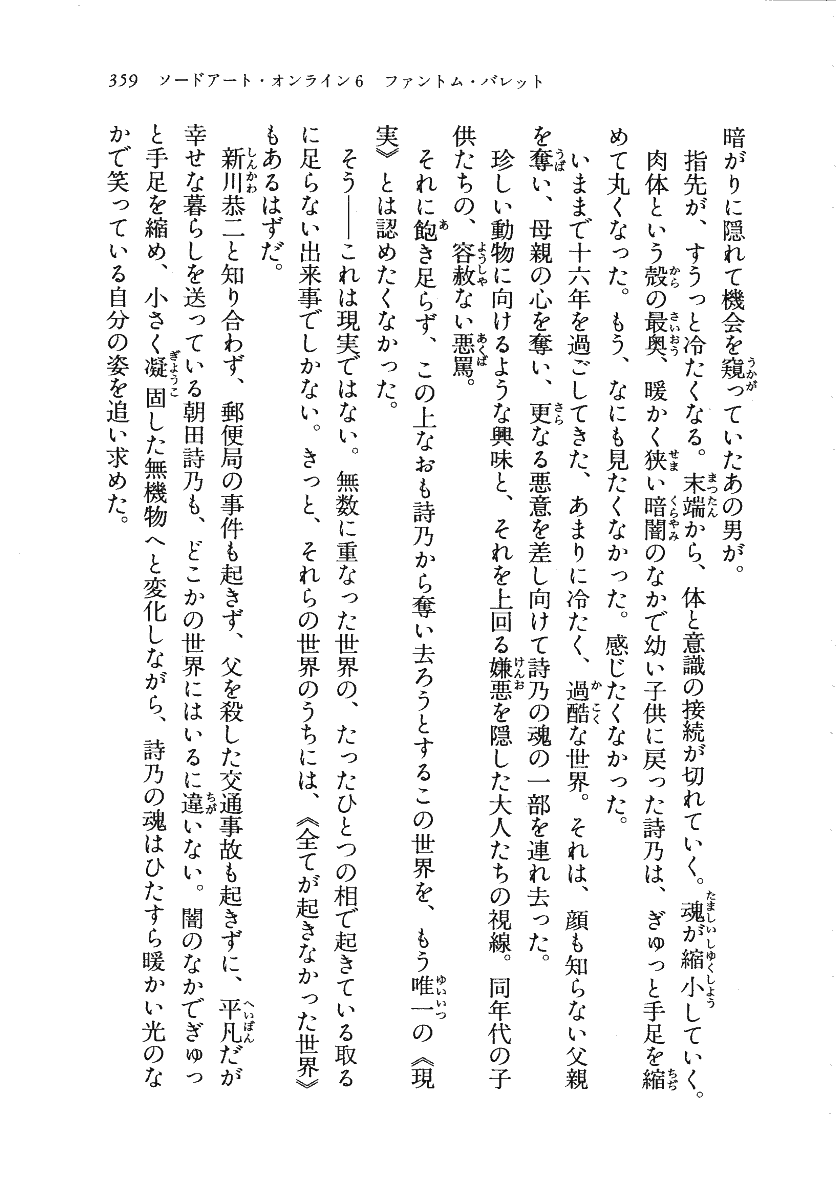 359 ソードアート・オンライン6 ファントム・バレット
暗がりに隠れて機会を窺っていたあの男が。
指先が、すうっと冷たくなる。末端から、体と意識の接続が切れていく。魂が縮小していく。
肉体という殻の最奥、暖かく狭い暗闇のなかで幼い子供に戻った詩乃は、ぎゅっと手足を縮
めて丸くなった。もう、なにも見たくなかった。感じたくなかった。
いままで十六年を過ごしてきた、あまりに冷たく、過酷な世界。それは、顔も知らない父親
を奪い、母親の心を奪い、更なる悪意を差し向けて詩乃の魂の一部を連れ去った。
珍しい動物に向けるような興味と、それを上回る嫌悪を隠した大人たちの視線。同年代の子
供たちの、容赦ない悪罵。
それに飽き足らず、この上なおも詩乃から奪い去ろうとするこの世界を、もう唯一の《現
実》とは認めたくなかった。
そう――これは現実ではない。無数に重なった世界の、たったひとつの相で起きている取る
に足らない出来事でしかない。きっと、それらの世界のうちには、《全てが起きなかった世界》
もあるはずだ。
新川恭二と知り合わず、郵便局の事件も起きず、父を殺した交通事故も起きずに、平凡だが
幸せな暮らしを送っている朝田詩乃も、どこかの世界にはいるに違いない。闇のなかでぎゅっ
と手足を縮め、小さく凝固した無機物へと変化しながら、詩乃の魂はひたすら暖かい光のな
かで笑っている自分の姿を追い求めた。